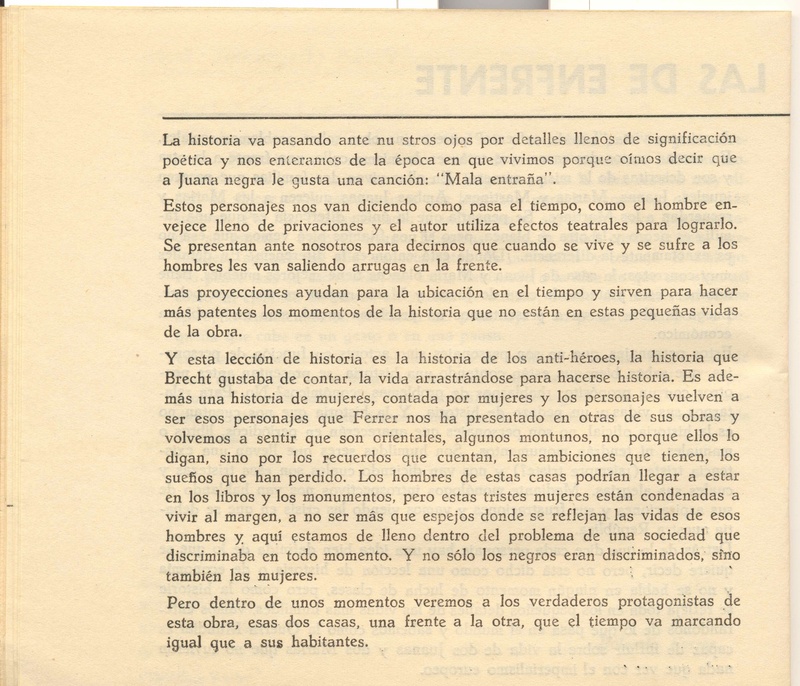 LAS DE ENFRENTE
La historia va pasando ante nu stros ojos por detalles llenos de significación
poética y nos enteramos de la época en que vivimos porque oímos decir que
a Juana negra le gusta una canción: "Mala entraña".
Estos personajes nos van diciendo como pasa el tiempo, como el hombre en-
vejece lleno de privaciones y el autor utiliza efectos teatrales para lograrlo.
Se presentan ante nosotros para decirnos que cuando se vive y se sufre a los
hombres les van saliendo arrugas en la frente.
Las proyecciones ayudan para la ubicación en el tiempo y sirven para hacer
más patentes los momentos de la historia que no están en estas pequeñas vidas
de la obra.
Y esta lección de historia es la historia de los anti-héroes, la historia que
Brecht gustaba de contar, la vida arrastrándose para hacerse historia. Es ade-
más una historia de mujeres, contada por mujeres y los personajes vuelven a
ser esos personajes que Ferrer nos ha presentado en otras de sus obras y
volvemos a sentir que son orientales, algunos montunos, no porque ellos lo
digan, sino por los recuerdos que cuentan, las ambiciones que tienen, los
sueños que han perdido. Los hombres de estas casas podrían llegar a estar
en los libros y los monumentos, pero estas tristes mujeres están condenadas a
vivir al margen, a no ser más que espejos donde se reflejan las vidas de esos
hombres y aquí estamos de lleno dentro del problema de una sociedad que
discriminaba en todo momento. Y no sólo los negros eran discriminados, sino
también las mujeres.
Pero dentro de unos momentos veremos a los verdaderos protagonistas de
esta obra, esas dos casas, una frente a la otra, que el tiempo va marcando
igual que a sus habitantes.